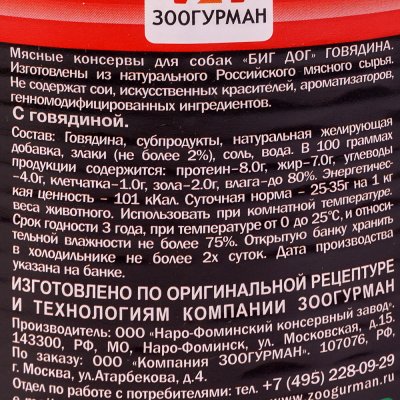 ЗООГУРМАН
Мясные консервы для собак «БИГ ДОГ» ГОВЯДИНА.
Изготовлены из натурального Российского мясного сырья.
Не содержат сои, искусственных красителей, ароматизаторов,
генномодифицированных ингредиентов.
С говядиной.
Состав: Говядина, субпродукты, натуральная желирующая
добавка, злаки (не более 2%), соль, вода. В 100 граммах
продукции содержится: протеин–8.0г, жир–7.0г, углеводы
–4.0г, клетчатка–1.0г, зола–2.0г, влага–до 80%. Энергетичес-
кая ценность – 101 кКал. Суточная норма – 25-35г на 1 кг
веса животного. Использовать при комнатной температуре.
Срок годности 3 года, при температуре от 0 до 25°С, и относи-
тельной влажности не более 75%. Открытую банку хранить
в холодильнике не более 2х суток. Дата производства
указана на банке.
ИЗГОТОВЛЕНО ПО ОРИГИНАЛЬНОЙ РЕЦЕПТУРЕ
И ТЕХНОЛОГИЯМ КОМПАНИИ ЗООГУРМАН
Производитель: ООО «Наро-Фоминский консервный завод».
143300, РФ, МО, Наро-Фоминск, ул. Московская, д.15.
По заказу: ООО «Компания ЗООГУРМАН». 107076, РФ,
г. Москва, ул.Атарбекова, д.4.
Отдел по работе с потребителями: т.+7 (495) 228-09-29
www.zoogurman.ru